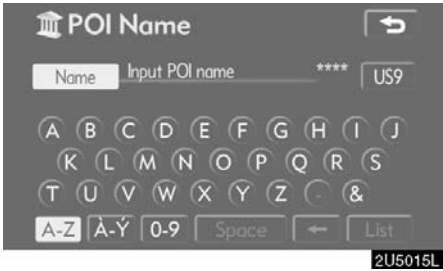 POI Name
Name Input POI name **** US9
A B C D E F G H I J
K L M N O P Q R S
T U V W X Y Z - &
A-Z À-Ý 0-9 Space ← List
2U5015L